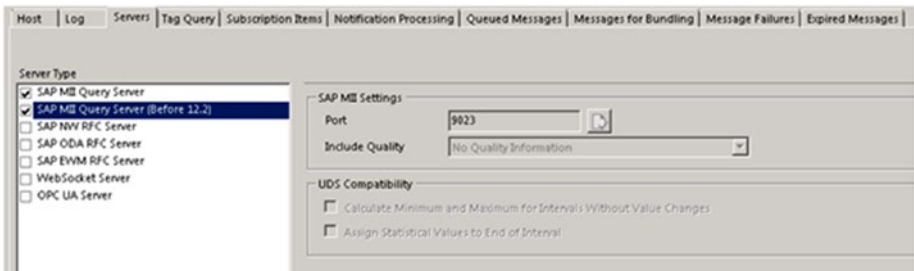 Host Log Servers Tag Query Subscription Items Notification Processing Queued Messages Messages for Bundling Message Failures Expired Messages
Server Type
SAP MII Query Server
SAP MII Query Server (Before 12.2)
SAP NW RFC Server
SAP ODA RFC Server
SAP EWM RFC Server
WebSocket Server
OPC UA Server
SAP MII Settings
Port 9023
Include Quality No Quality Information
UDS Compatibility
Calculate Minimum and Maximum for Intervals Without Value Changes
Assign Statistical Values to End of Interval